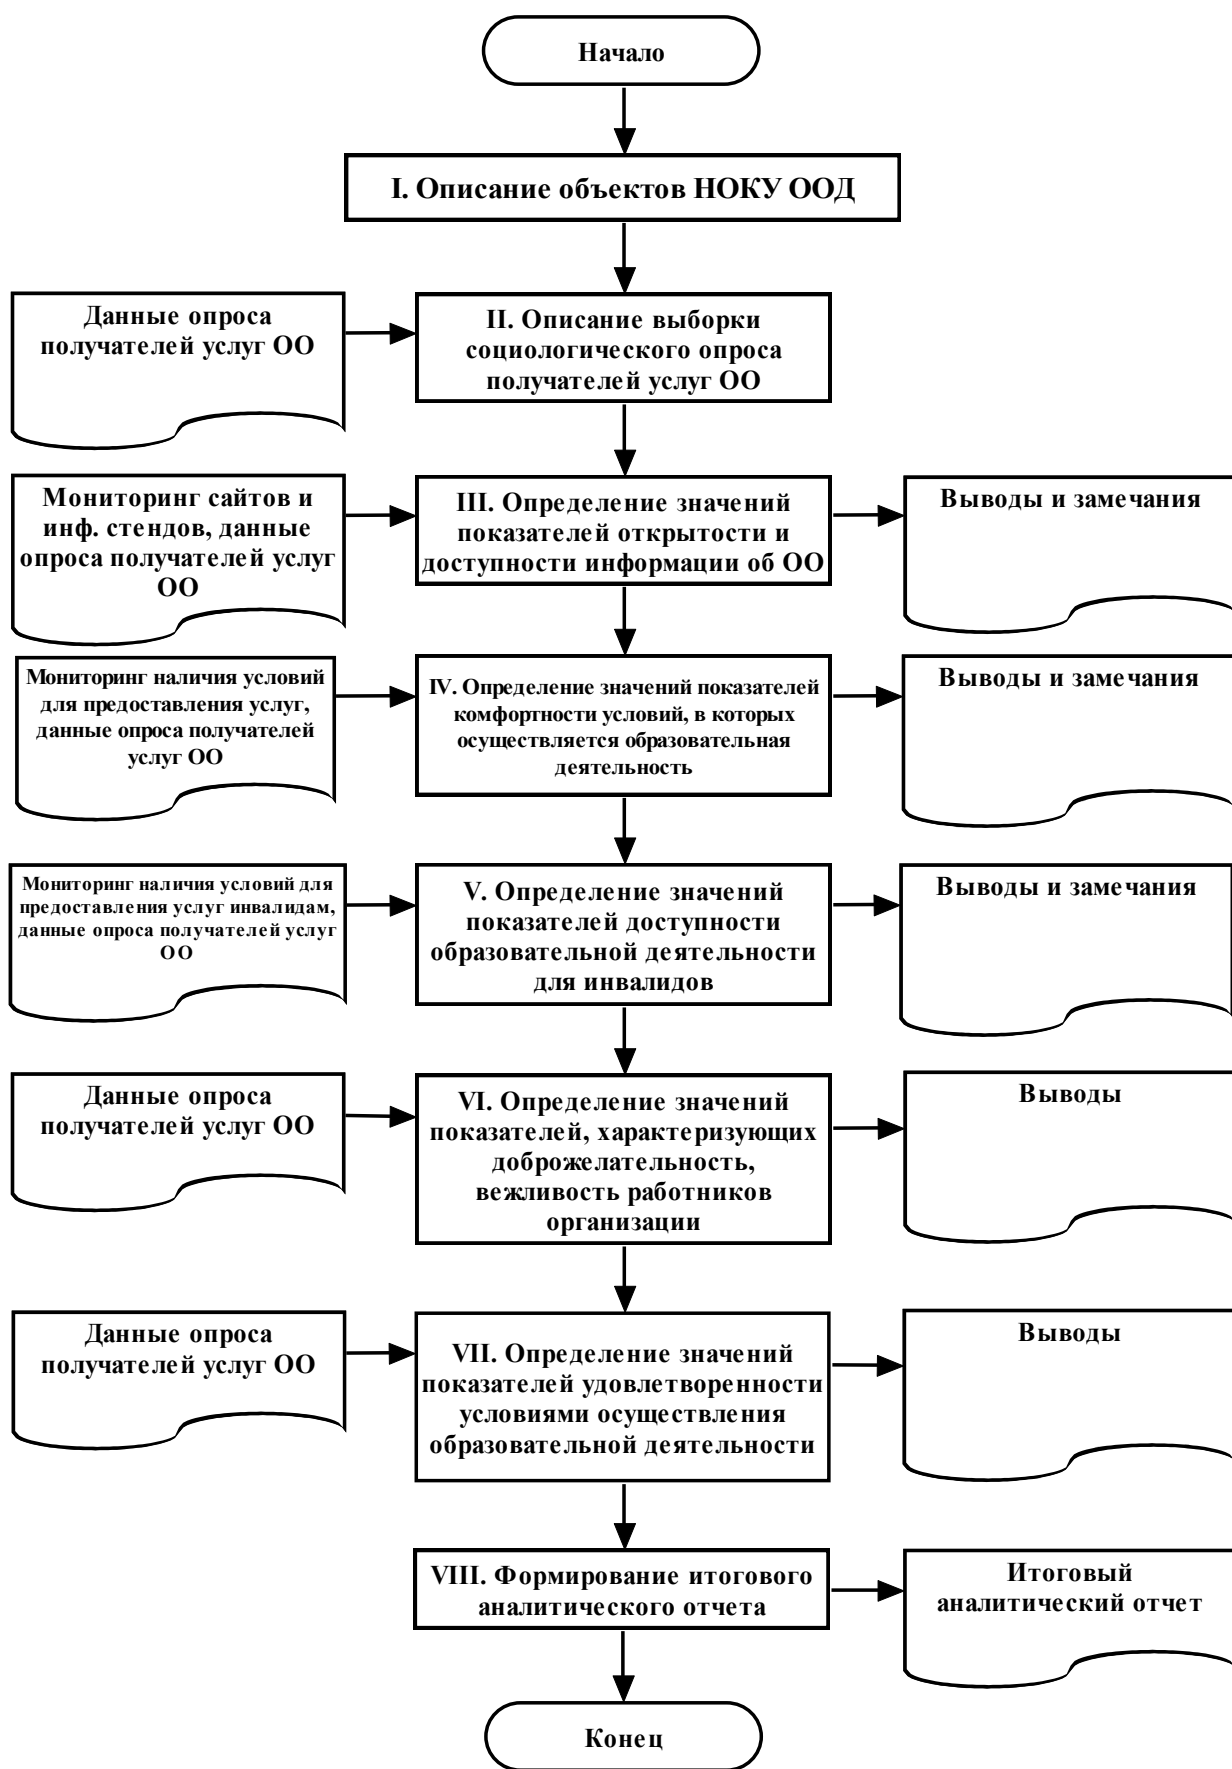 Начало
I. Описание объектов НОКУ ООД
Данные опроса
получателей услуг ОО
II. Описание выборки
социологического опроса
получателей услуг ОО
Мониторинг сайтов и
инф. стендов, данные
опроса получателей услуг
ОО
III. Определение значений
показателей открытости и
доступности информации об ОО
Выводы и замечания
Мониторинг наличия условий
для предоставления услуг,
данные опроса получателей
услуг ОО
IV. Определение значений показателей
комфортности условий, в которых
осуществляется образовательная
деятельность
Выводы и замечания
Мониторинг наличия условий для
предоставления услуг инвалидам,
данные опроса получателей услуг
ОО
V. Определение значений
показателей доступности
образовательной деятельности
для инвалидов
Выводы и замечания
Данные опроса
получателей услуг ОО
VI. Определение значений
показателей, характеризующих
доброжелательность,
вежливость работников
организации
Выводы
Данные опроса
получателей услуг ОО
VII. Определение значений
показателей удовлетворенности
условиями осуществления
образовательной деятельности
Выводы
VIII. Формирование итогового
аналитического отчета
Итоговый
аналитический отчет
Конец